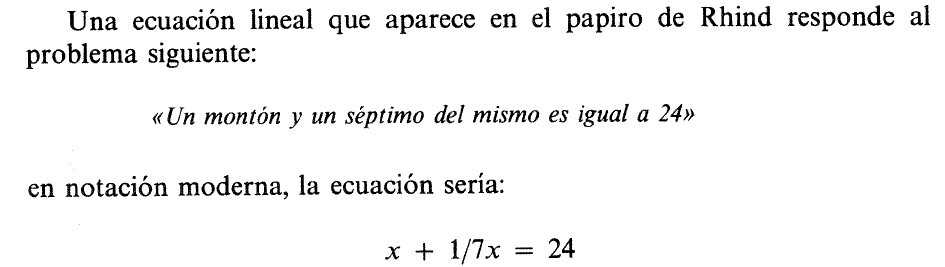 Una ecuación lineal que aparece en el papiro de Rhind responde al
problema siguiente:
«Un montón y un séptimo del mismo es igual a 24»
en notación moderna, la ecuación sería:
x + 1/7x = 24